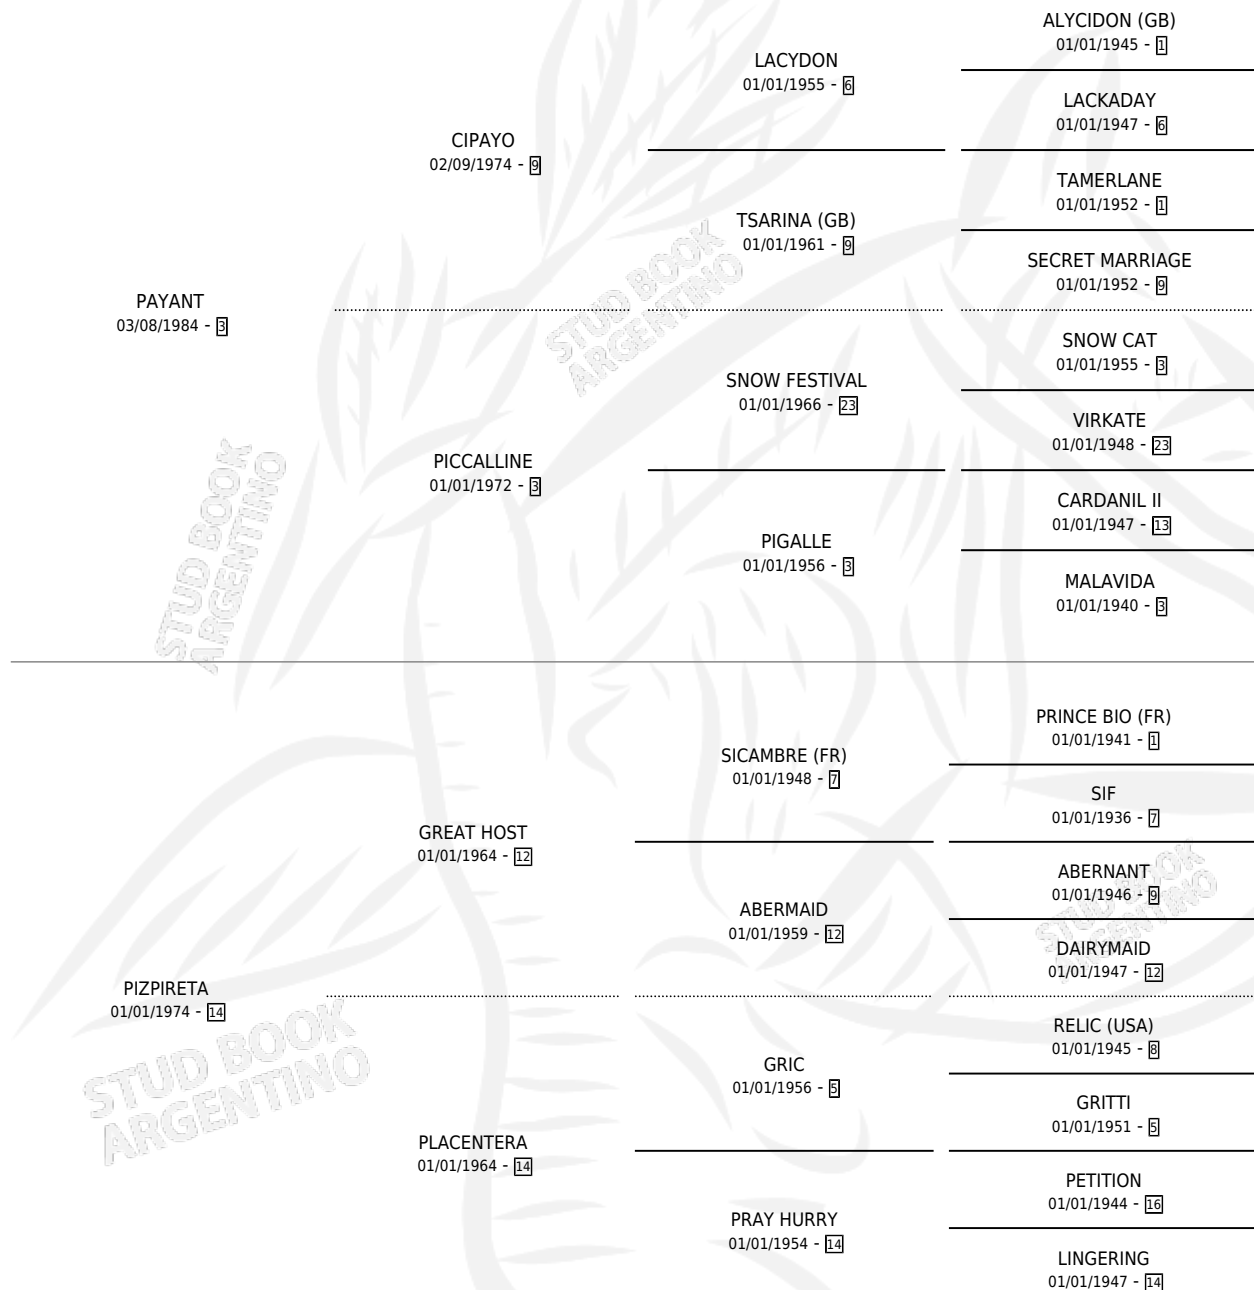 ALYCIDON (GB)
01/01/1945 - 1
LACYDON
01/01/1955 - 6
LACKADAY
01/01/1947 - 6
CIPAYO
02/09/1974 - 9
TAMERLANE
01/01/1952 - 1
TSARINA (GB)
01/01/1961 - 9
SECRET MARRIAGE
01/01/1952 - 9
PAYANT
03/08/1984 - 3
STUD BOOK
ARGENTINO
SNOW CAT
01/01/1955 - 3
SNOW FESTIVAL
01/01/1966 - 23
VIRKATE
01/01/1948 - 23
PICCALLINE
01/01/1972 - 3
CARDANIL II
01/01/1947 - 13
PIGALLE
01/01/1956 - 3
MALAVIDA
01/01/1940 - 3
STUD BOOK
ARGENTINO
PRINCE BIO (FR)
01/01/1941 - 1
SICAMBRE (FR)
01/01/1948 - 7
SIF
01/01/1936 - 7
GREAT HOST
01/01/1964 - 12
ABERNANT
01/01/1946 - 9
ABERMAID
01/01/1959 - 12
STUD BOOK
ARGENTINO
DAIRYMAID
01/01/1947 - 12
PIZPIRETA
01/01/1974 - 14
STUD BOOK
ARGENTINO
RELIC (USA)
01/01/1945 - 8
GRIC
01/01/1956 - 5
GRITTI
01/01/1951 - 5
PLACENTERA
01/01/1964 - 14
PETITION
01/01/1944 - 16
PRAY HURRY
01/01/1954 - 14
LINGERING
01/01/1947 - 14